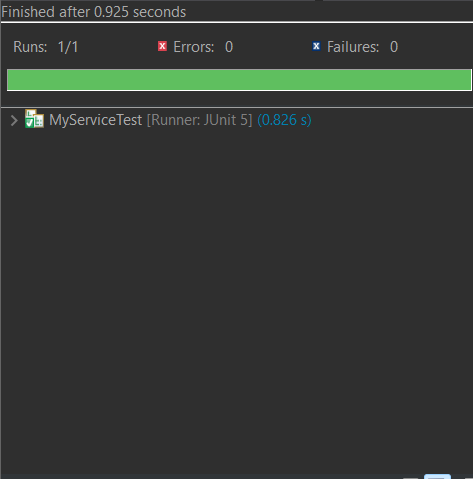 Finished after 0.925 seconds
Runs: 1/1 Errors: 0 Failures: 0
MyServiceTest [Runner: JUnit 5] (0.826 s)